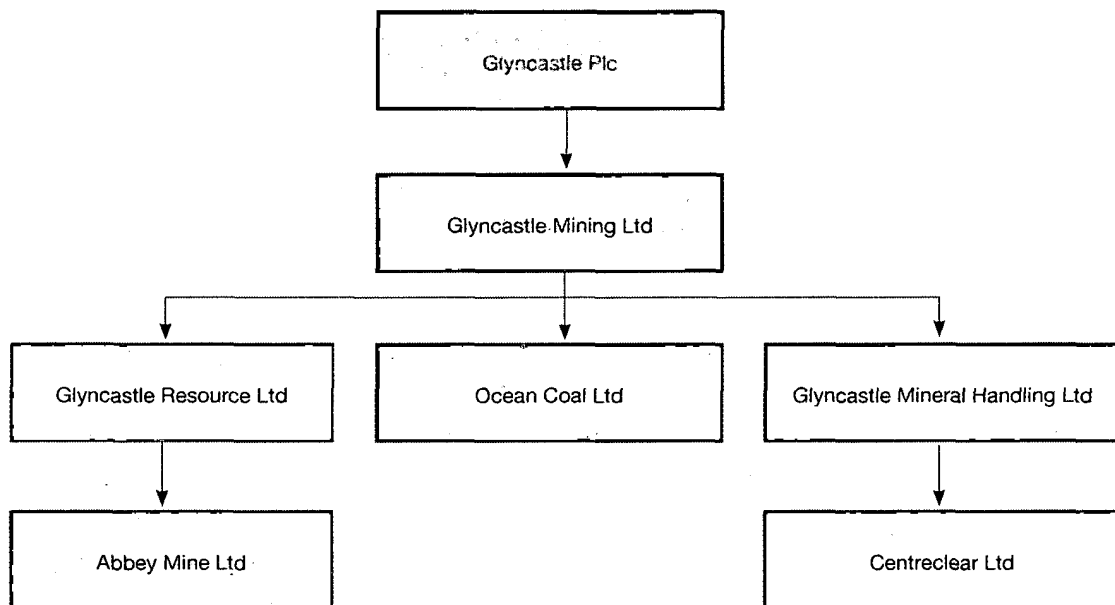 Glyncastle Plc
Glyncastle Mining Ltd
Glyncastle Resource Ltd
Ocean Coal Ltd
Glyncastle Mineral Handling Ltd
Abbey Mine Ltd
Centreclear Ltd